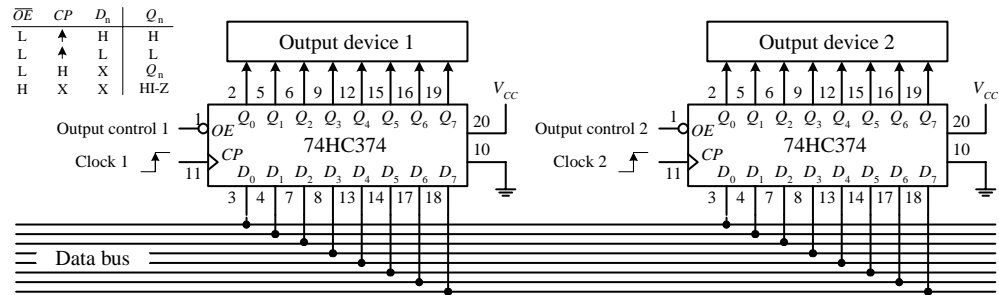 OE CP Dn Qn
L ↑ H H
L ↑ L L
L H X Qn
H X X HI-Z
Output device 1
2 5 6 9 12 15 16 19
VCC
Q0 Q1 Q2 Q3 Q4 Q5 Q6 Q7
20
Output control 1
1
OE
74HC374
10
Clock 1
CP
11
D0 D1 D2 D3 D4 D5 D6 D7
3 4 7 8 13 14 17 18
Output device 2
2 5 6 9 12 15 16 19
VCC
Q0 Q1 Q2 Q3 Q4 Q5 Q6 Q7
20
Output control 2
1
OE
74HC374
10
Clock 2
CP
11
D0 D1 D2 D3 D4 D5 D6 D7
3 4 7 8 13 14 17 18
Data bus